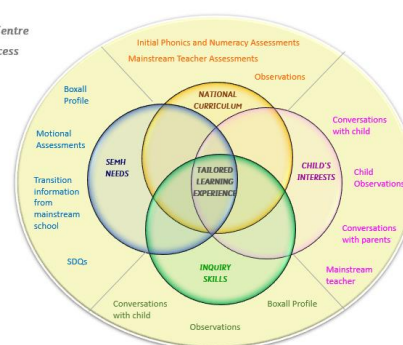 entre
cess
Initial Phonics and Numeracy Assessments
Mainstream Teacher Assessments
Observations
Boxall
Profile
Motional
Assessments
Transition
information
from
mainstream
school
SDQs
NATIONAL
CURRICULUM
SEMH
NEEDS
TAILORED
LEARNING
EXPERIENCE
CHILD'S
INTERESTS
INQUIRY
SKILLS
Conversations
with child
Child
Observations
Conversations
with parents
Mainstream
teacher
Conversations
with child
Observations
Boxall Profile